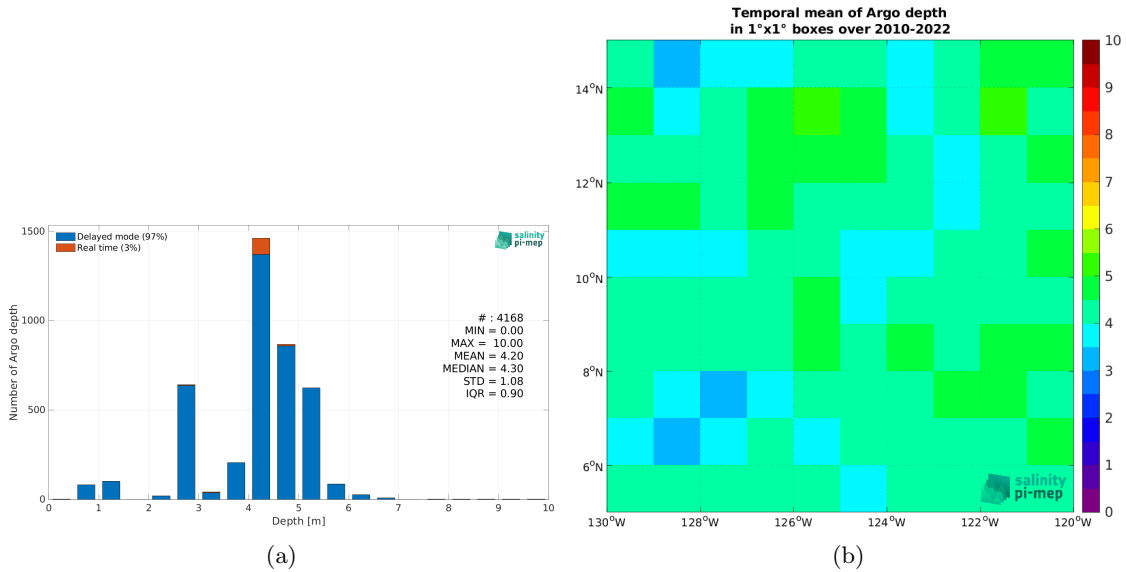 Delayed mode (97%)
Real time (3%)
salinity
pi-mep
1500
1000
500
0
Number of Argo depth
# : 4168
MIN = 0.00
MAX = 10.00
MEAN = 4.20
MEDIAN = 4.30
STD = 1.08
IQR = 0.90
0 1 2 3 4 5 6 7 8 9 10
Depth [m]
(a)
Temporal mean of Argo depth
in 1°x1° boxes over 2010-2022
14°N
12°N
10°N
8°N
6°N
130°W 128°W 126°W 124°W 122°W 120°W
10
9
8
7
6
5
4
3
2
1
0
salinity
pi-mep
(b)